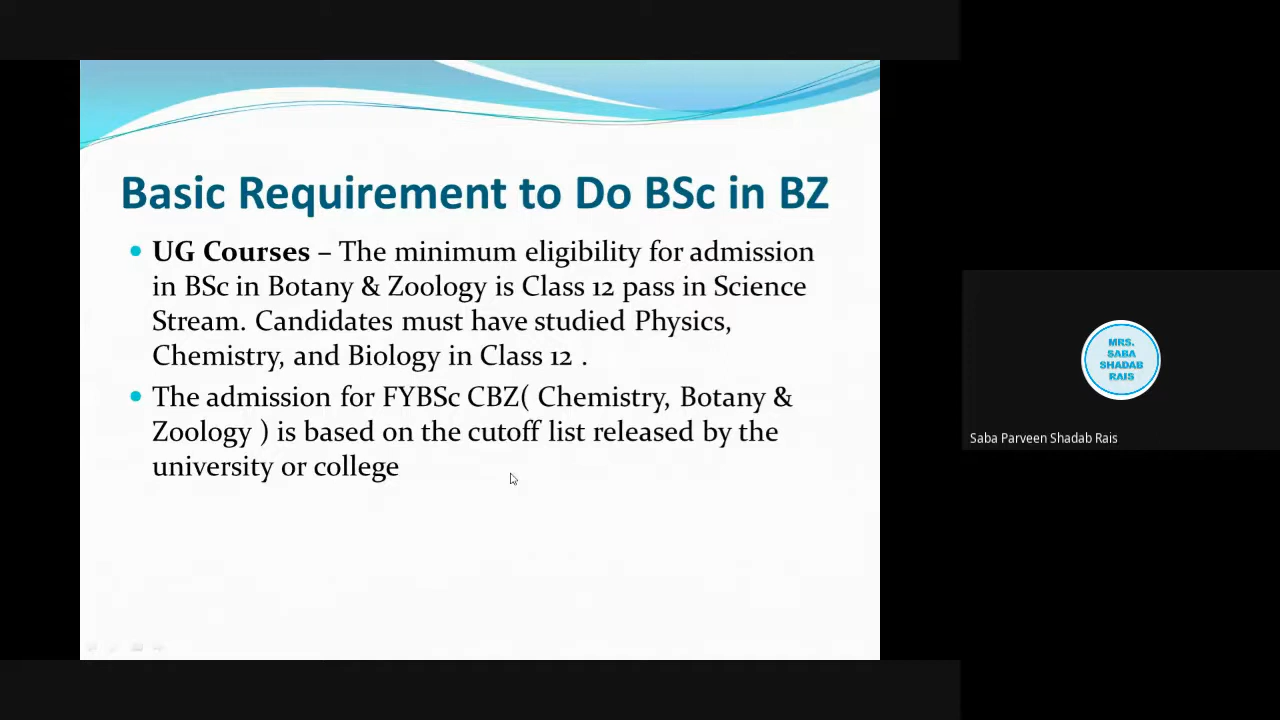 Basic Requirement to Do BSc in BZ
UG Courses – The minimum eligibility for admission
in BSc in Botany & Zoology is Class 12 pass in Science
Stream. Candidates must have studied Physics,
Chemistry, and Biology in Class 12 .
The admission for FYBSc CBZ( Chemistry, Botany &
Zoology ) is based on the cutoff list released by the
university or college
MRS.
SABA
SHADAB
RAIS
Saba Parveen Shadab Rais